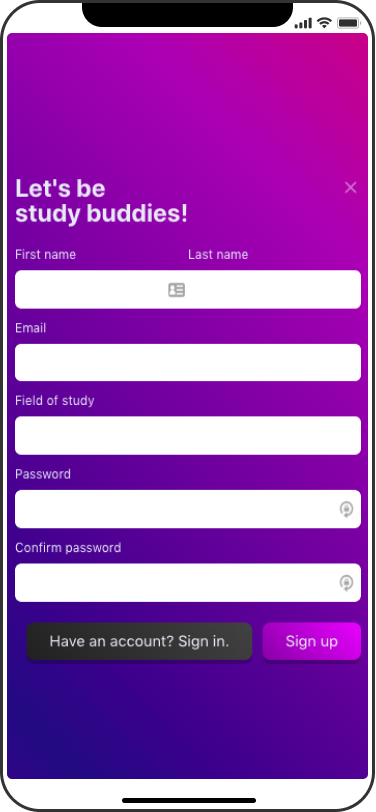 Let's be
study buddies!
First name Last name
Email
Field of study
Password
Confirm password
Have an account? Sign in. Sign up